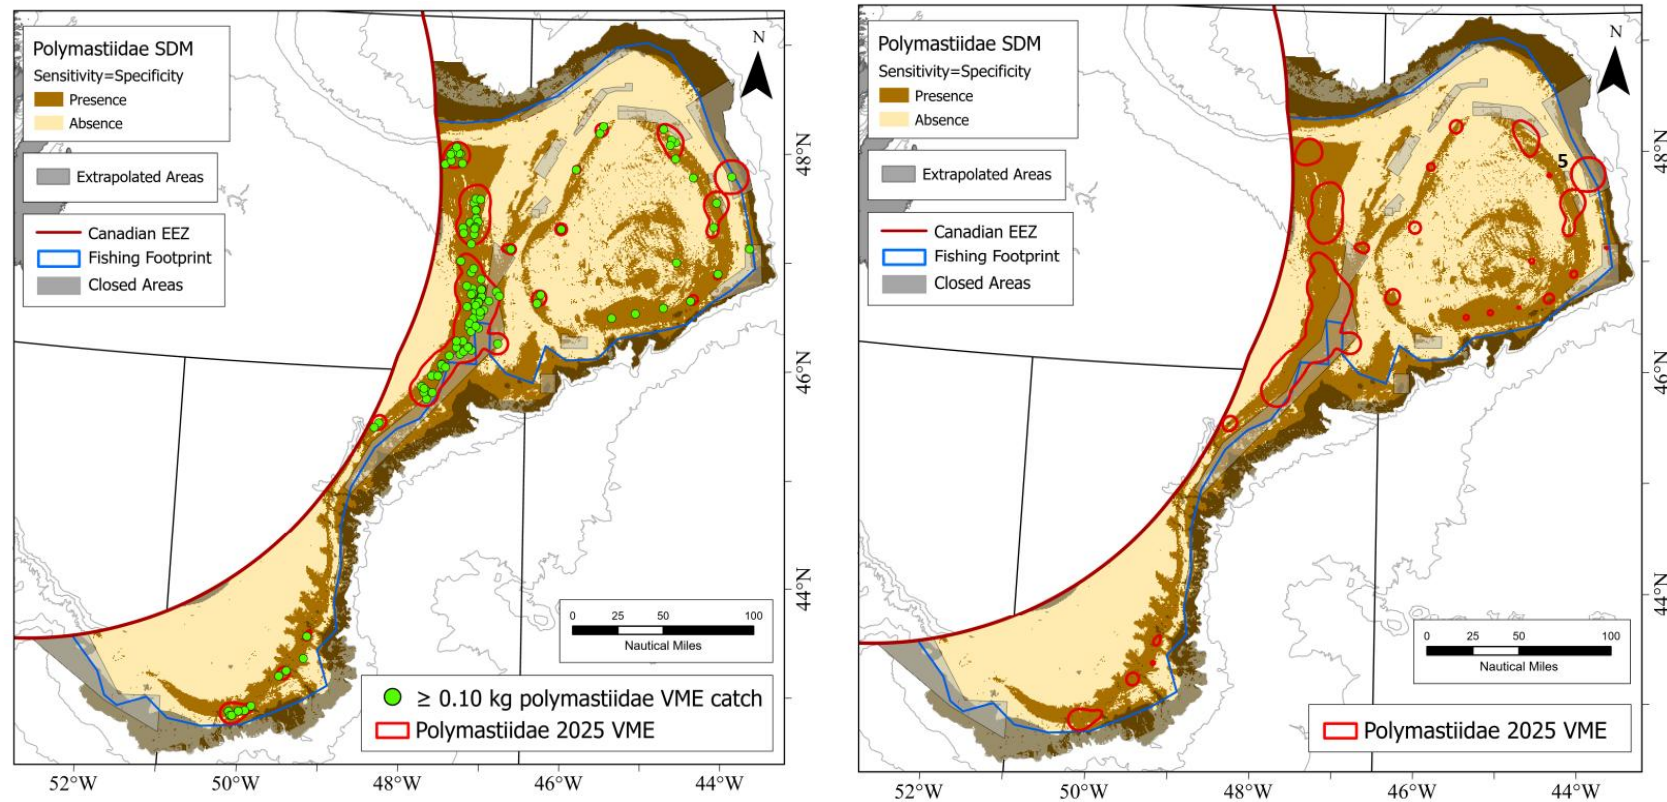 Polymastiidae SDM
Sensitivity=Specificity
Presence
Absence
Extrapolated Areas
Canadian EEZ
Fishing Footprint
Closed Areas
N
48°N
46°N
44°N
0 25 50 100
Nautical Miles
≥ 0.10 kg polymastiidae VME catch
Polymastiidae 2025 VME
52°W 50°W 48°W 46°W 44°W
Polymastiidae SDM
Sensitivity=Specificity
Presence
Absence
Extrapolated Areas
Canadian EEZ
Fishing Footprint
Closed Areas
N
5
48°N
46°N
44°N
0 25 50 100
Nautical Miles
Polymastiidae 2025 VME
52°W 50°W 48°W 46°W 44°W